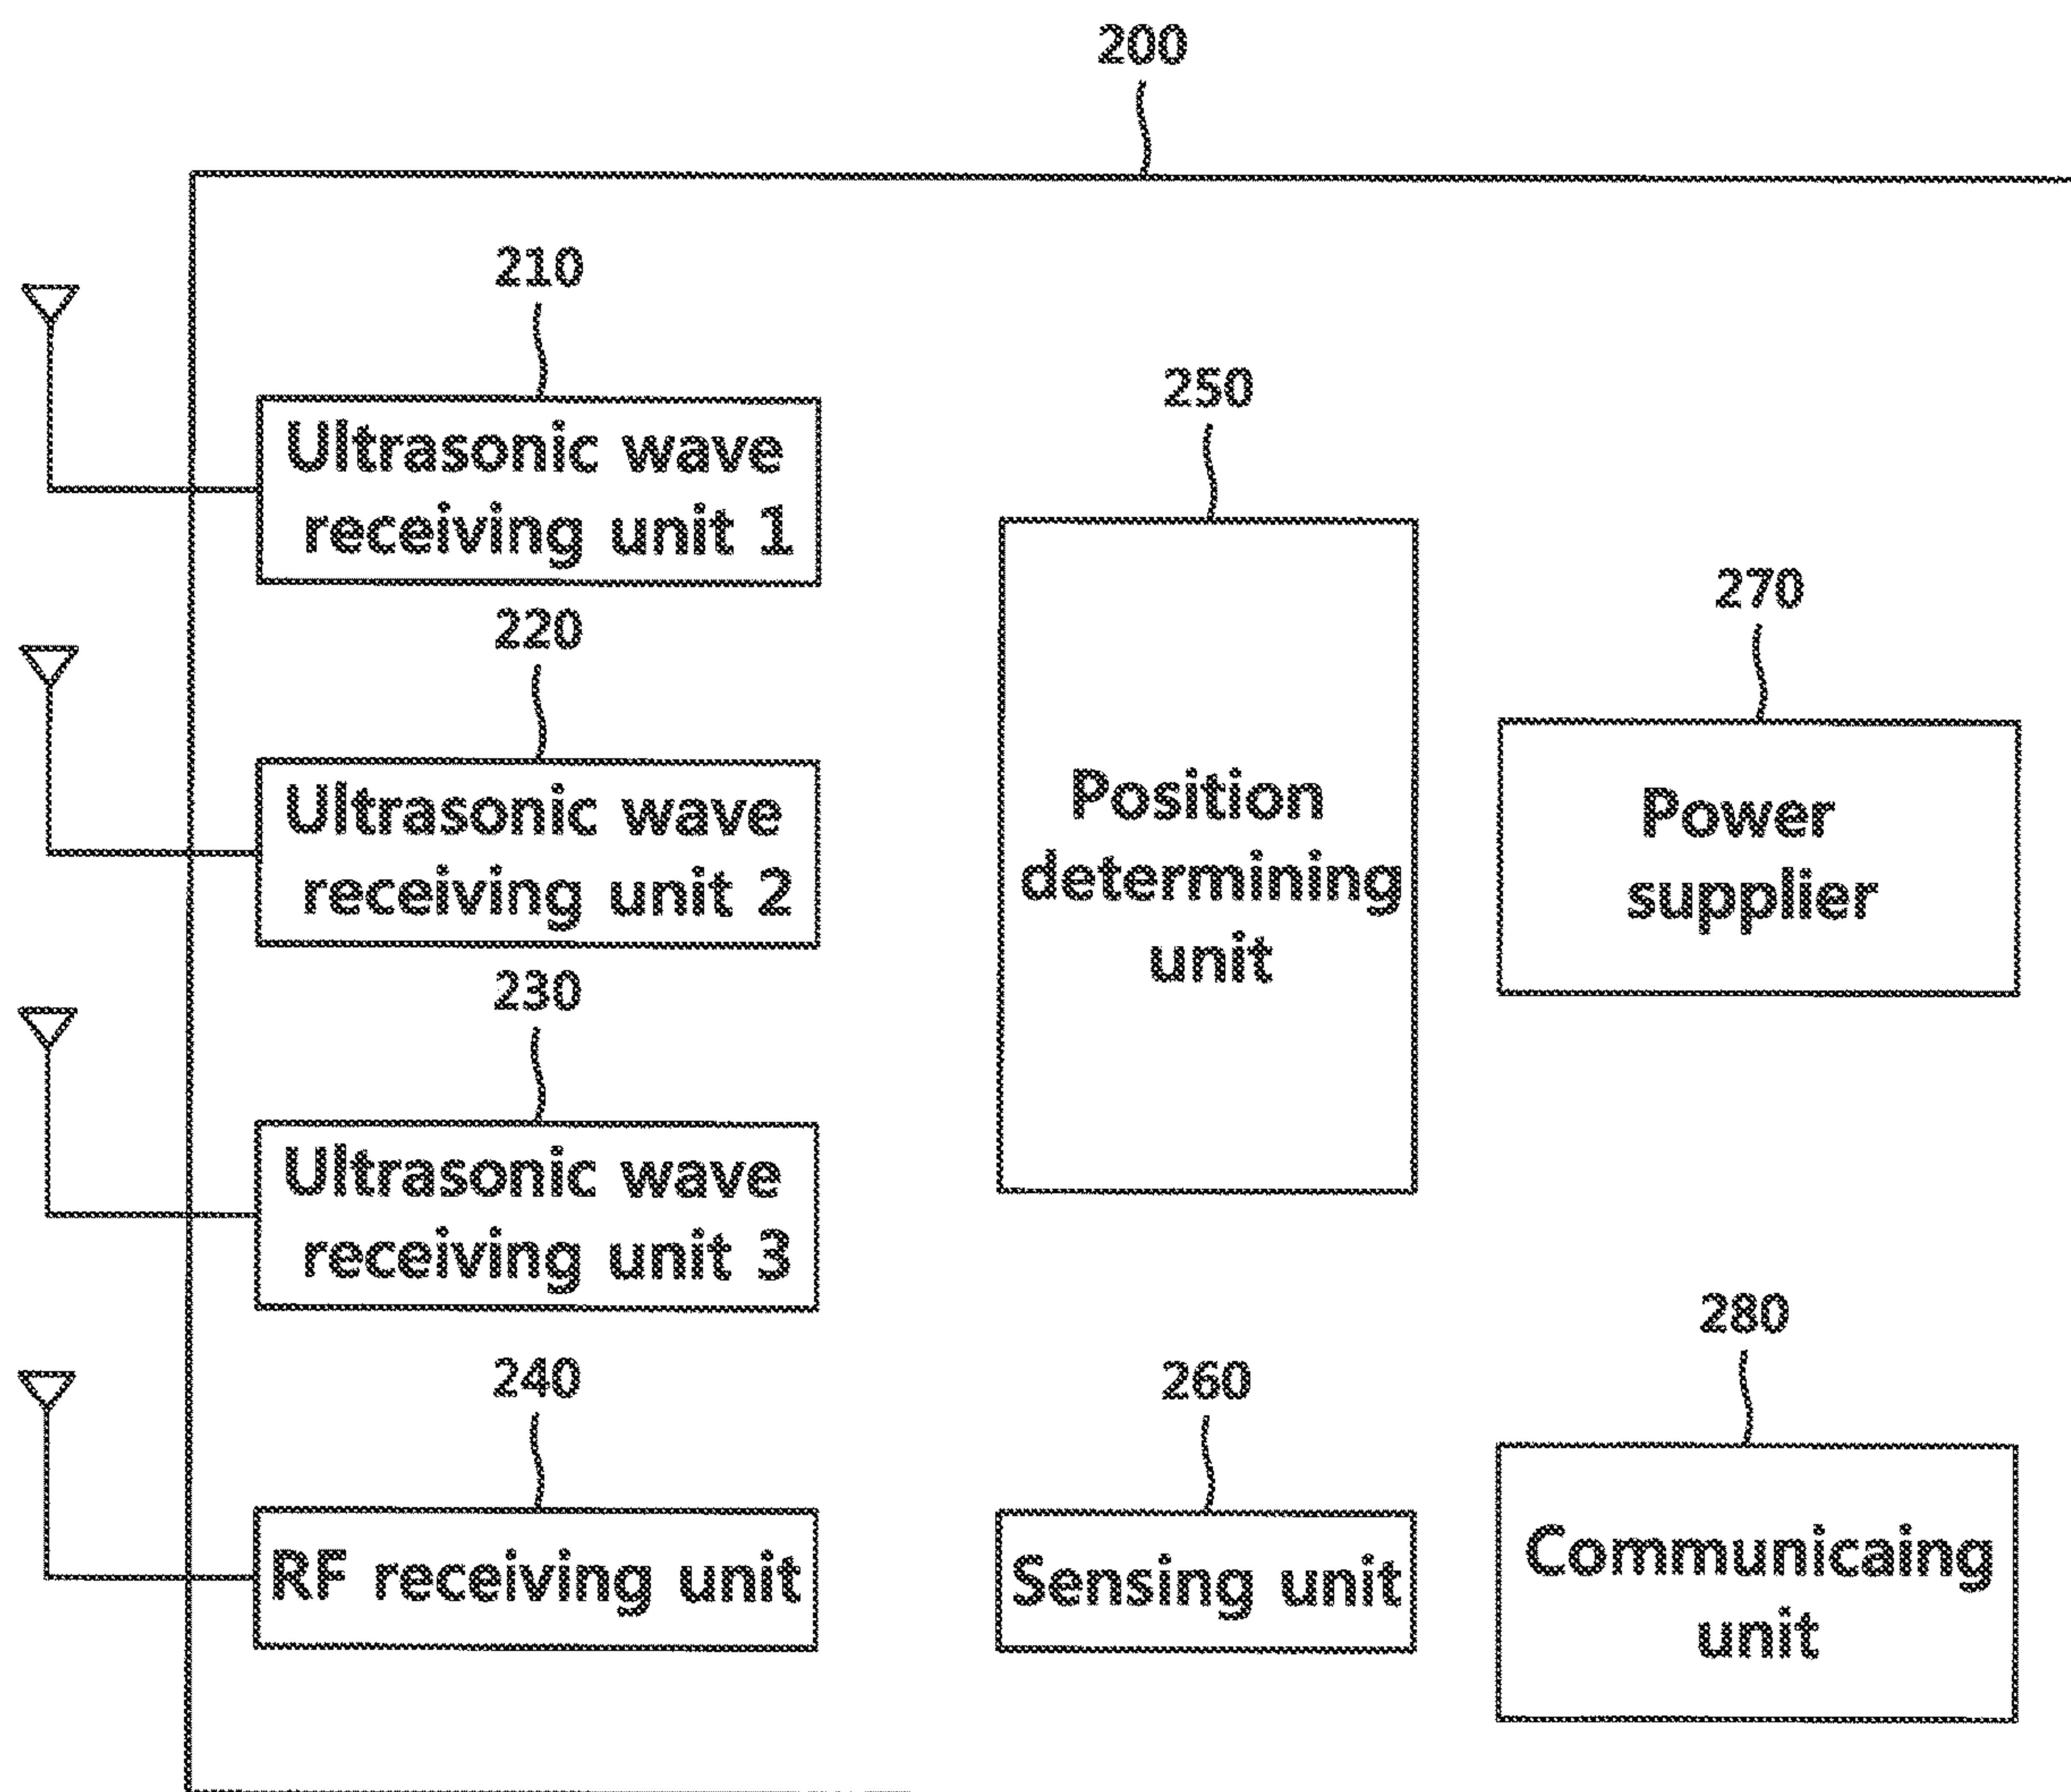 200
210
Ultrasonic wave
receiving unit 1
220
Ultrasonic wave
receiving unit 2
230
Ultrasonic wave
receiving unit 3
240
RF receiving unit
250
Position
determining
unit
260
Sensing unit
270
Power
supplier
280
Communicaing
unit